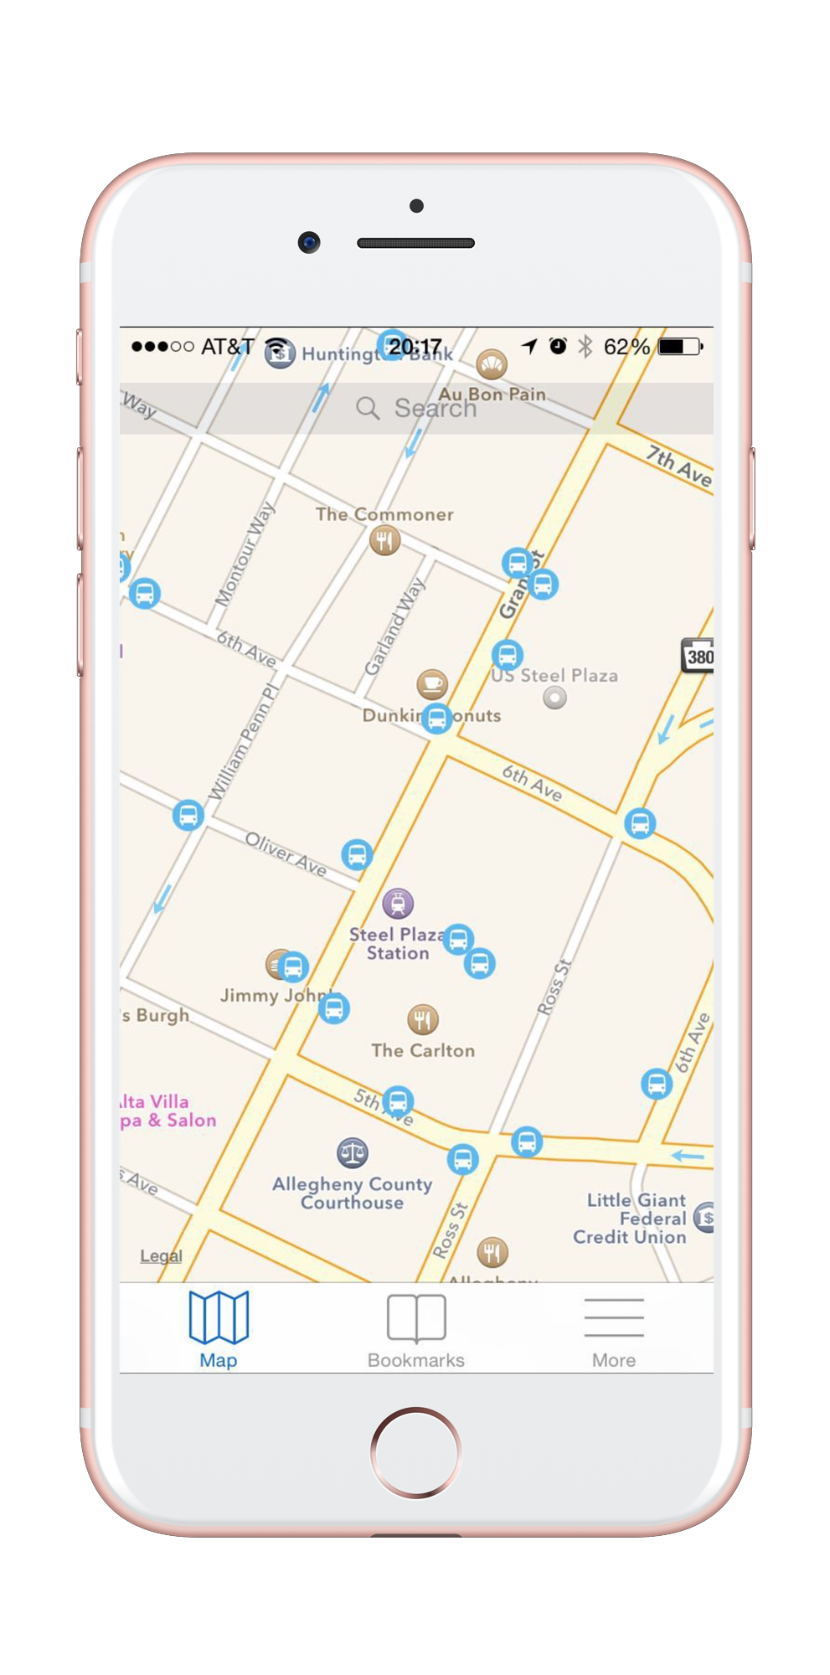 AT&T
20:17
62%
Huntingt Bank
Au Bon Pain
Search
Way
7th Ave
The Commoner
Montour Way
Grant St
Garland Way
6th Ave
380
US Steel Plaza
Dunkin Donuts
William Penn Pl
6th Ave
Oliver Ave
Steel Plaza
Station
Jimmy John
Ross St
's Burgh
The Carlton
6th Ave
lta Villa
pa & Salon
5th Ave
Allegheny County
Courthouse
s Ave
Little Giant
Federal
Credit Union
Ross St
Legal
Allegheny
Map
Bookmarks
More